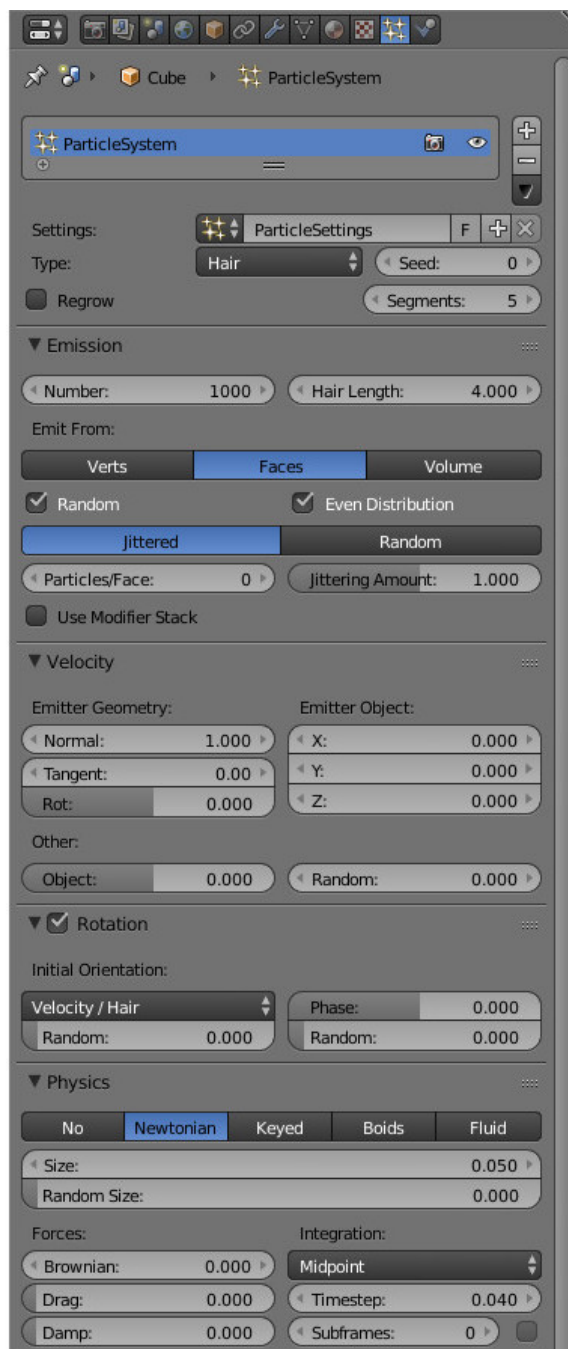 Cube ParticleSystem
ParticleSystem
Settings: ParticleSettings F
Type: Hair Seed: 0
Regrow Segments: 5
Emission
Number: 1000 Hair Length: 4.000
Emit From:
Verts Faces Volume
Random Even Distribution
Jittered Random
Particles/Face: 0 Jittering Amount: 1.000
Use Modifier Stack
Velocity
Emitter Geometry: Emitter Object:
Normal: 1.000 X: 0.000
Tangent: 0.00 Y: 0.000
Rot: 0.000 Z: 0.000
Other:
Object: 0.000 Random: 0.000
Rotation
Initial Orientation:
Velocity / Hair Phase: 0.000
Random: 0.000 Random: 0.000
Physics
No Newtonian Keyed Boids Fluid
Size: 0.050
Random Size: 0.000
Forces: Integration:
Brownian: 0.000 Midpoint
Drag: 0.000 Timestep: 0.040
Damp: 0.000 Subframes: 0